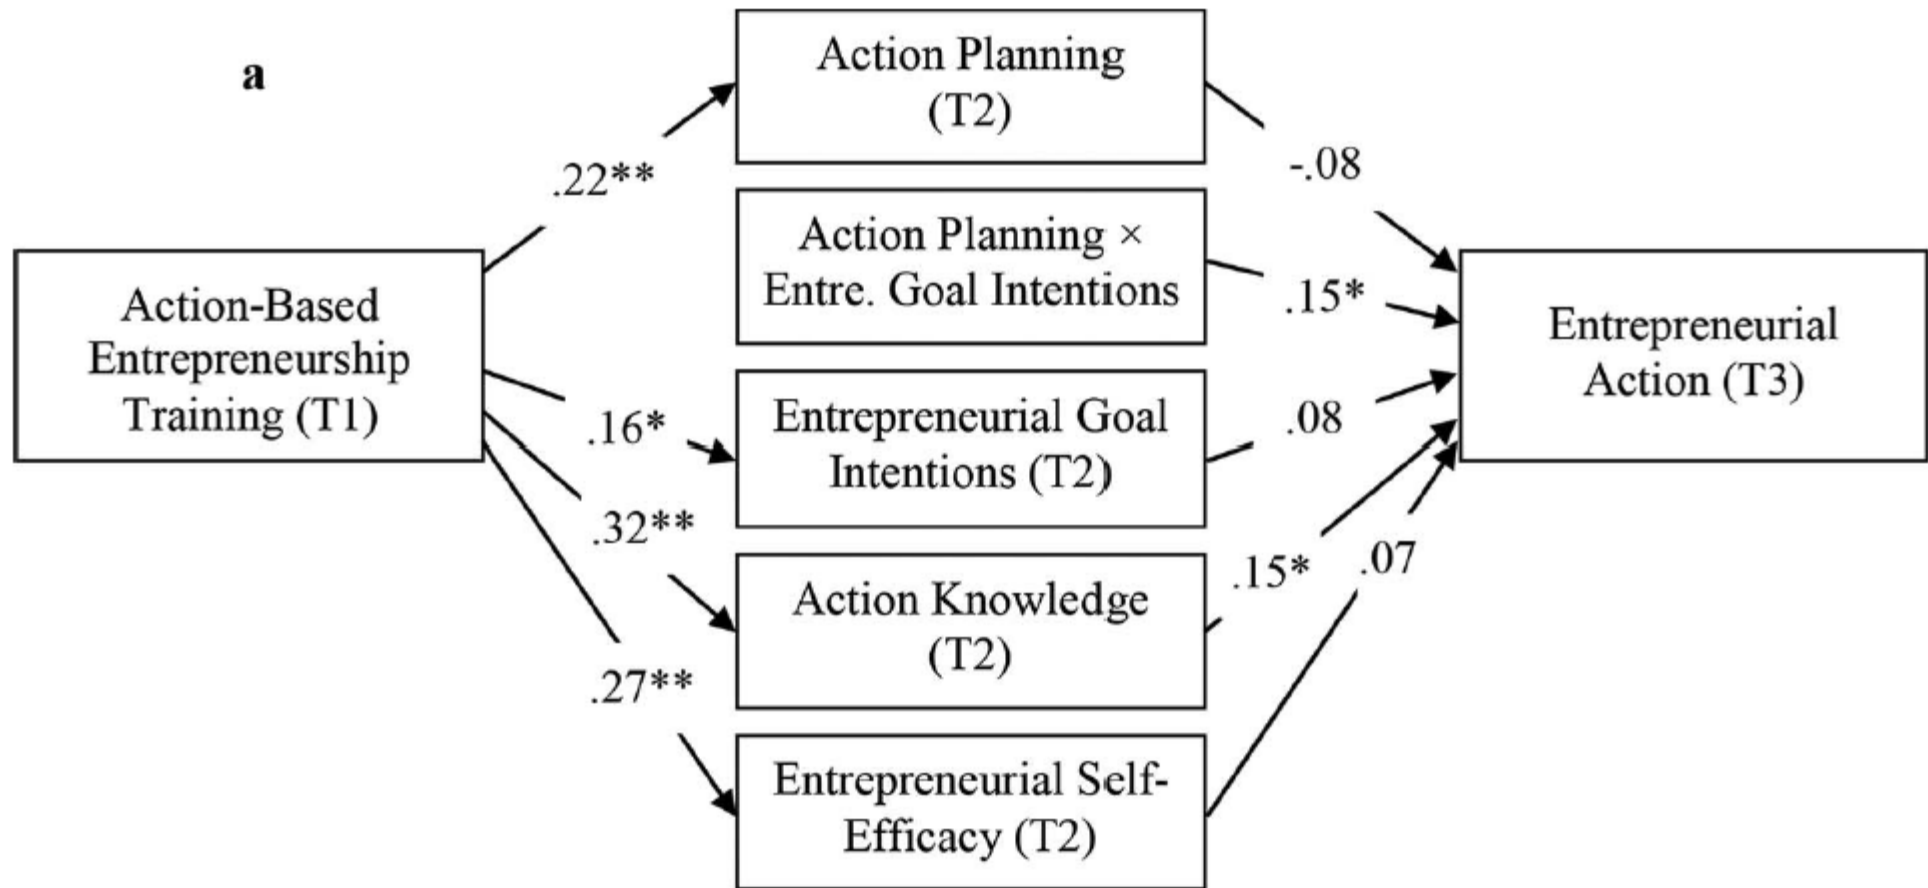 a
Action Planning
(T2)
.22**
-.08
Action Planning ×
Entre. Goal Intentions
.15*
Action-Based
Entrepreneurship
Training (T1)
Entrepreneurial
Action (T3)
.16*
Entrepreneurial Goal
Intentions (T2)
.08
.32**
Action Knowledge
(T2)
.15*
.07
.27**
Entrepreneurial Self-
Efficacy (T2)